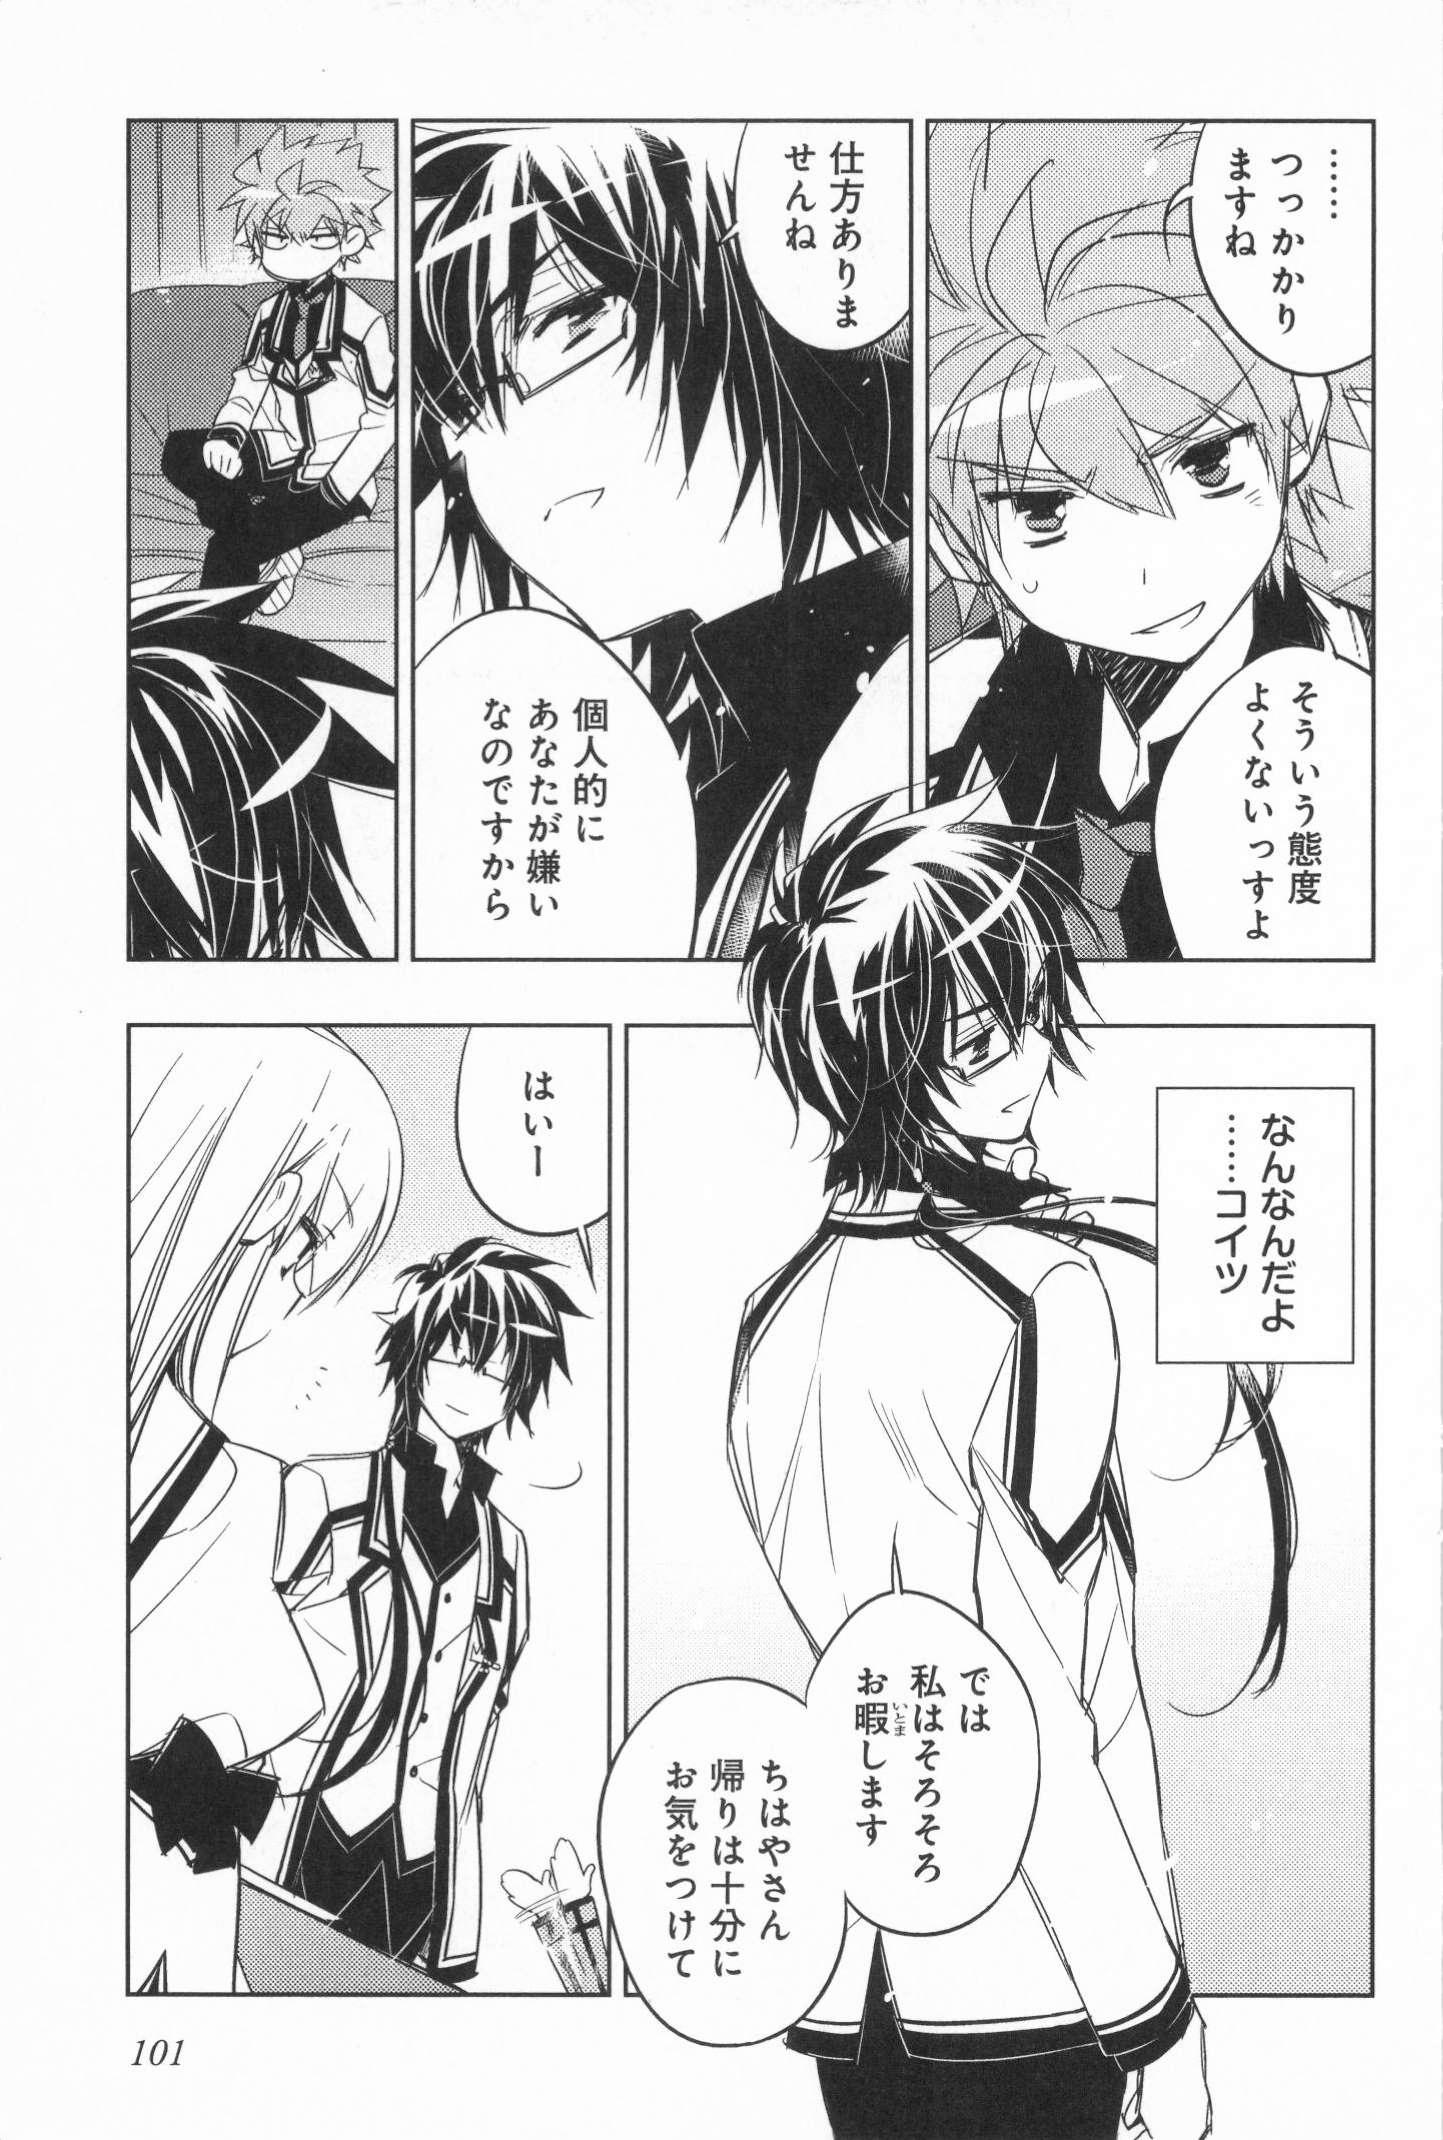 ……
つっかかり
ますね
そういう態度
よくないっすよ
仕方ありま
せんね
個人的に
あなたが嫌い
なのですから
なんなんだよ
……コイツ
では
私はそろそろ
お暇します
いとま
ちはやさん
帰りは十分に
お気をつけて
はいー
101